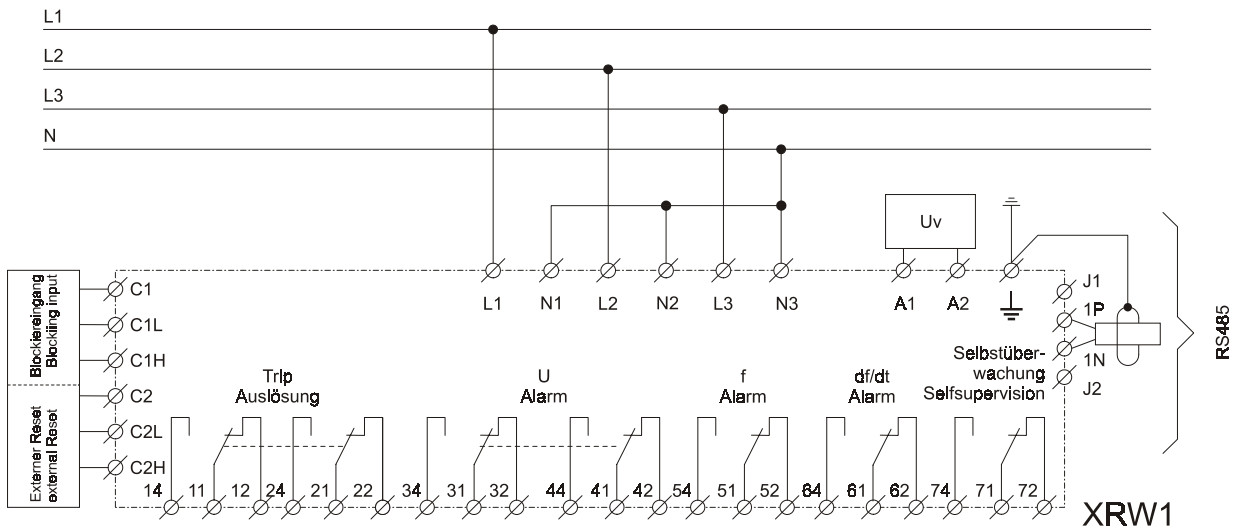 L1
L2
L3
N
Uv
L1
N1
L2
N2
L3
N3
A1
A2
J1
1P
1N
J2
RS485
Blockiereingang
Blockiing input
Externer Reset
external Reset
C1
C1L
C1H
C2
C2L
C2H
Trip
Auslösung
U
Alarm
f
Alarm
df/dt
Alarm
Selbstüber-
wachung
Selfsupervision
14 11 12 24 21 22 34 31 32 44 41 42 54 51 52 64 61 62 74 71 72
XRW1